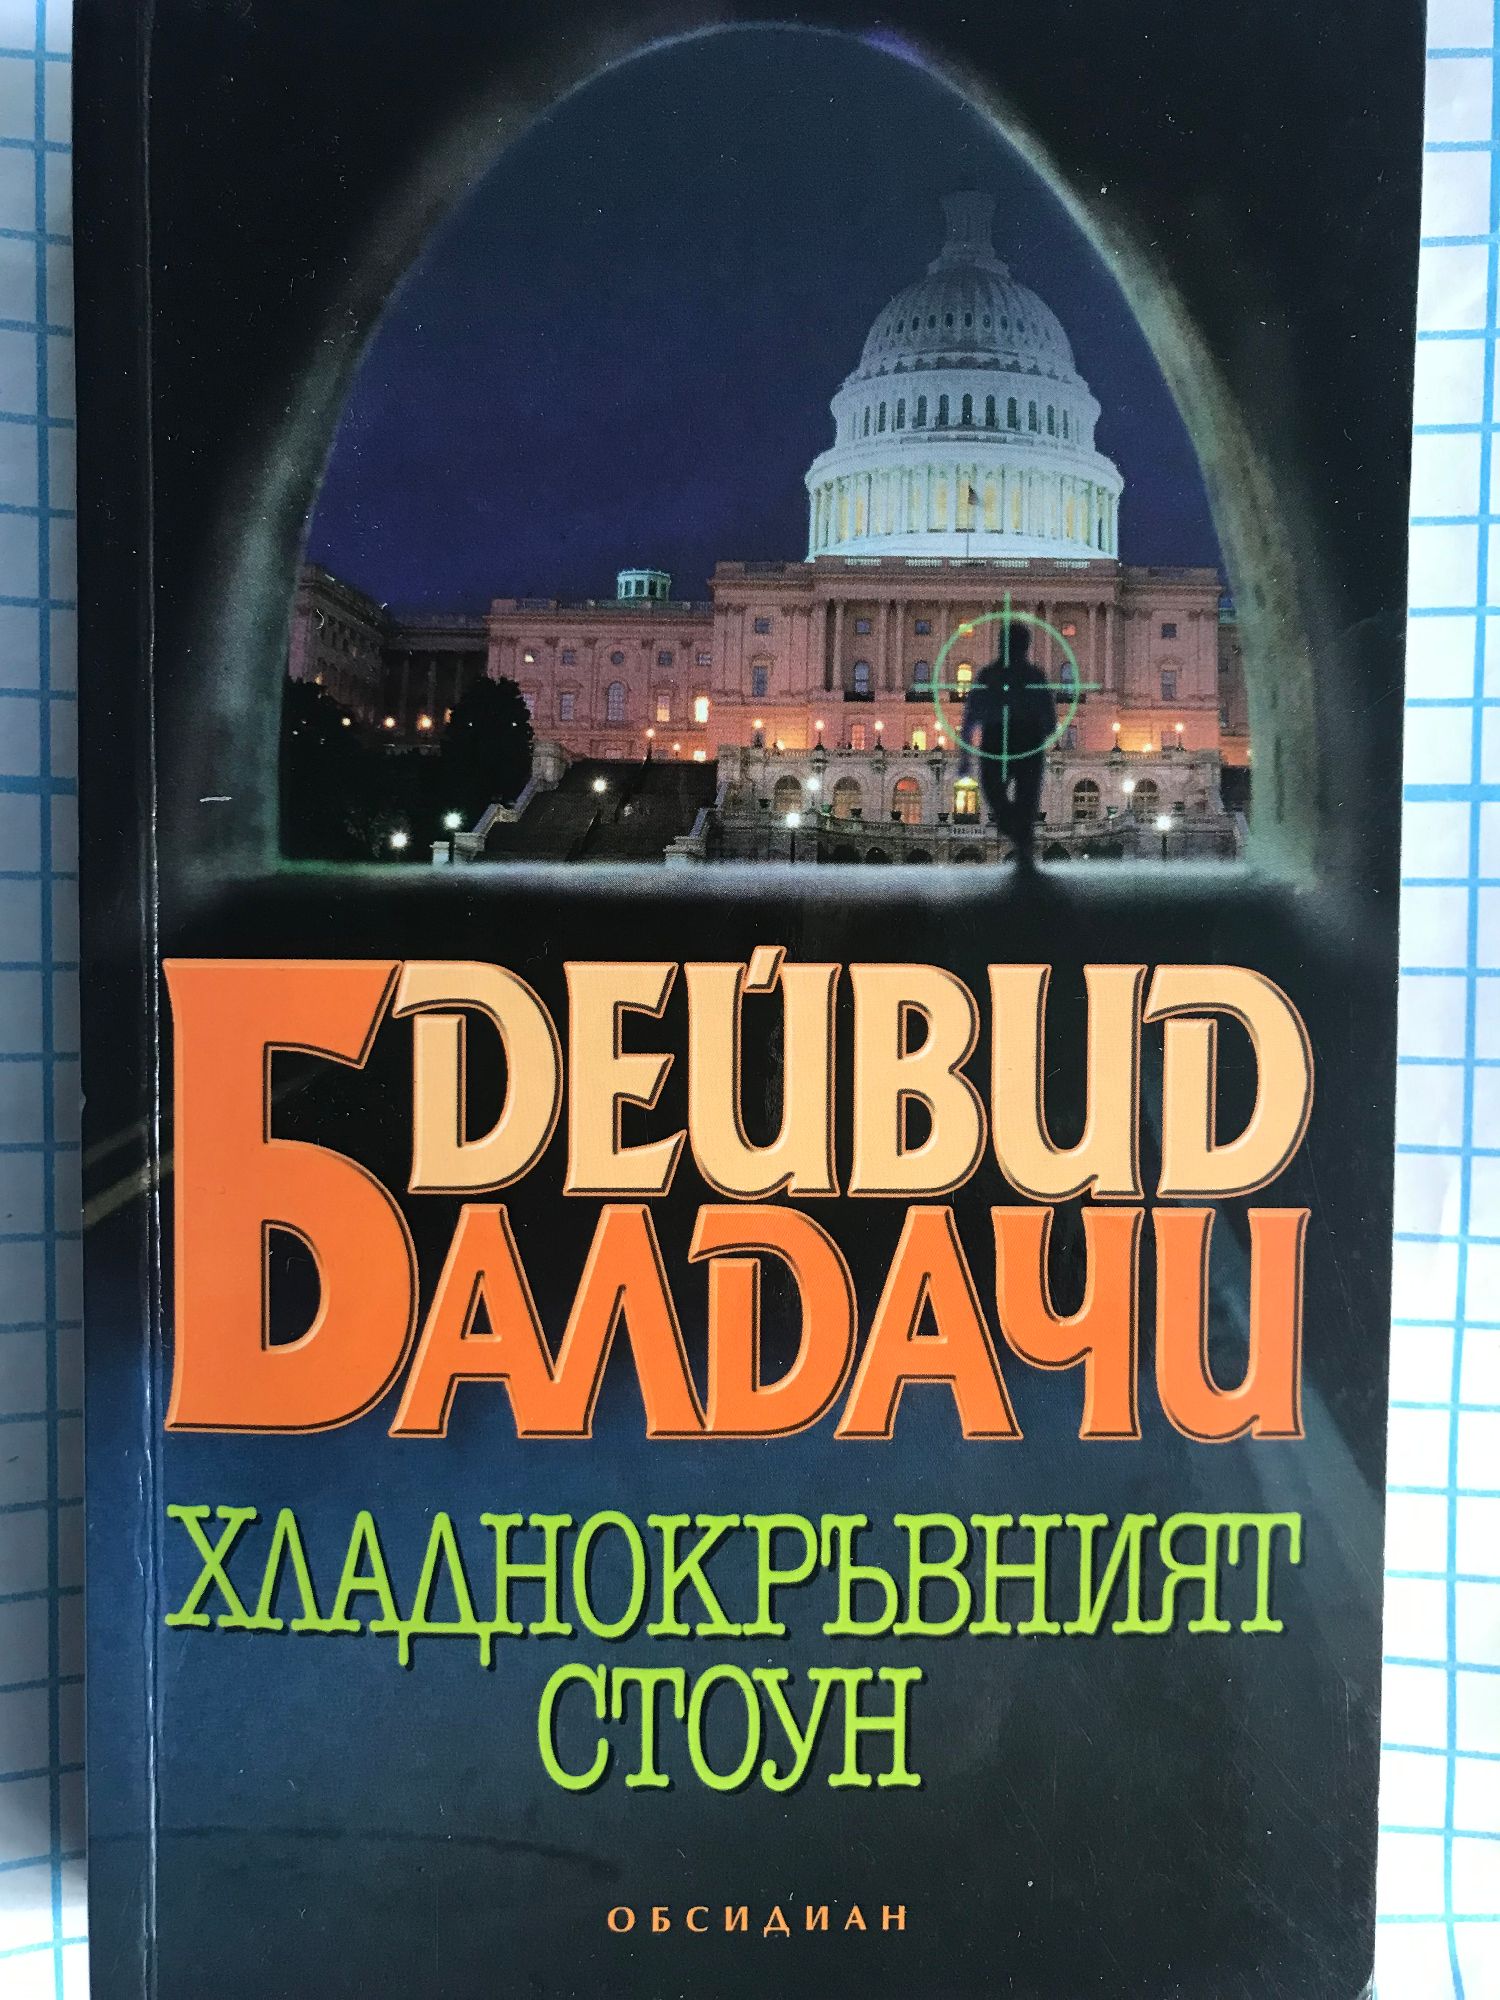 ДЕЙВИД
БАЛДАЧИ
ХЛАДНОКРЪВНИЯТ
СТОУН
ОБСИДИАН